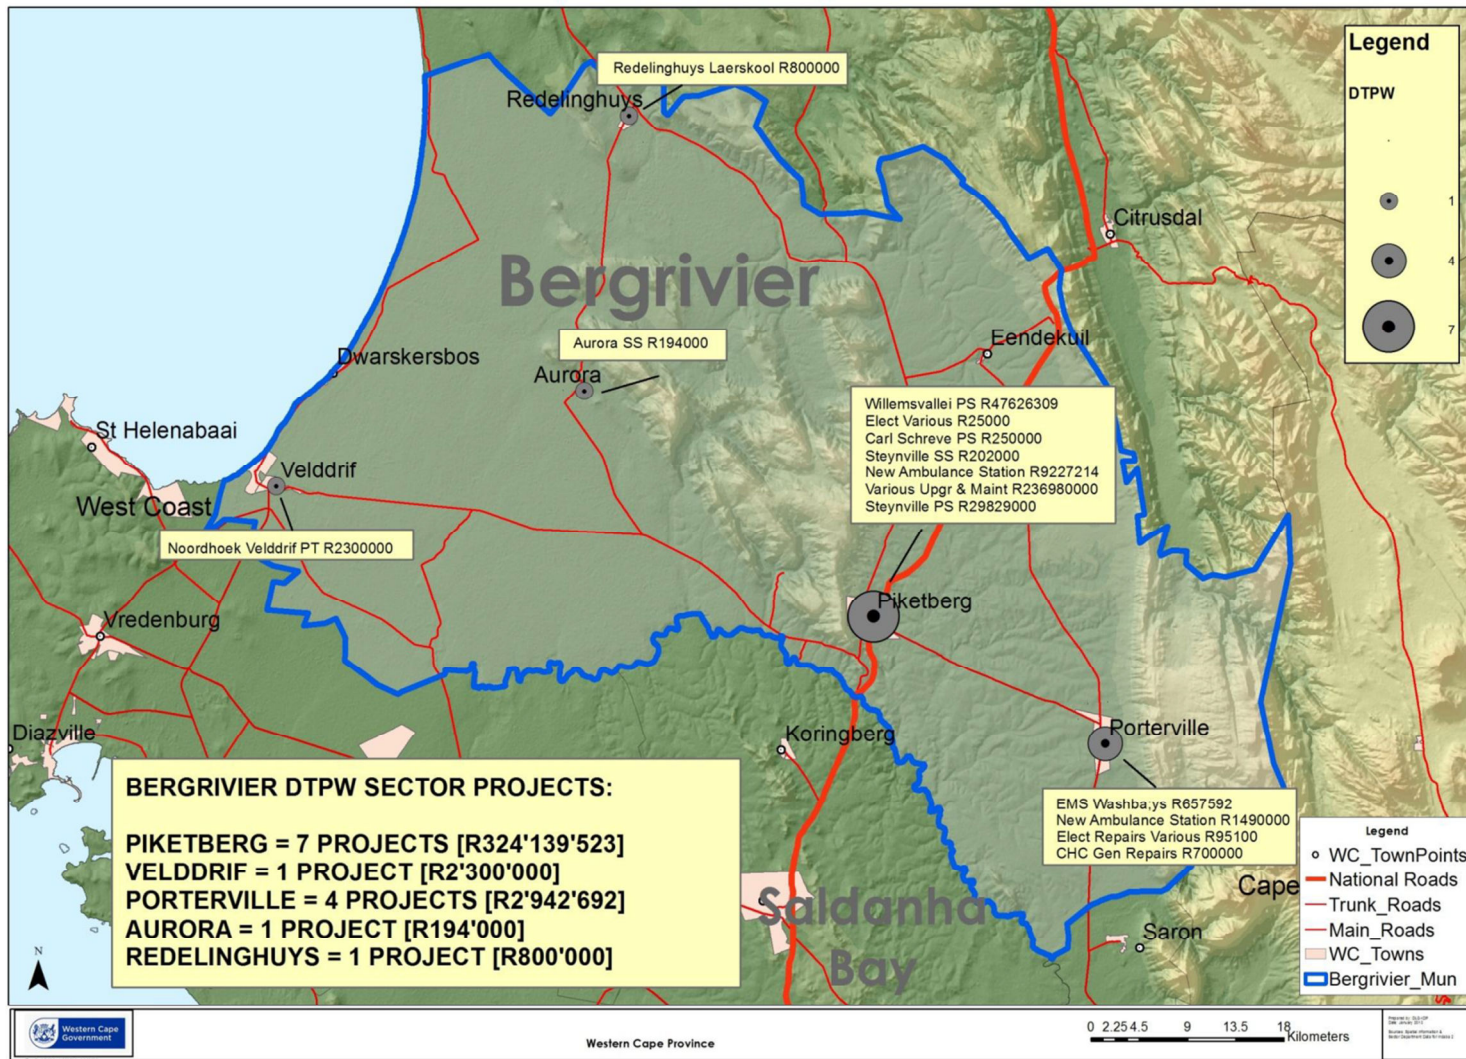 Redelinghuys Laerskool R800000
Redelinghuys
Legend
DTPW
1
4
7
Citrusdal
Bergrivier
Eendekuil
Aurora SS R194000
Dwarskersbos
Aurora
Willemsvallei PS R47626309
Elect Various R25000
Carl Schreve PS R250000
Steynville SS R202000
New Ambulance Station R9227214
Various Upgr & Maint R236980000
Steynville PS R29829000
St Helenabaai
Velddrif
West Coast
Noordhoek Velddrif PT R2300000
Piketberg
Vredenburg
Diazville
Koringberg
Porterville
BERGRIVIER DTPW SECTOR PROJECTS:
PIKETBERG = 7 PROJECTS [R324'139'523]
VELDDRIF = 1 PROJECT [R2'300'000]
PORTERVILLE = 4 PROJECTS [R2'942'692]
AURORA = 1 PROJECT [R194'000]
REDELINGHUYS = 1 PROJECT [R800'000]
EMS Washba;ys R657592
New Ambulance Station R1490000
Elect Repairs Various R95100
CHC Gen Repairs R700000
Saldanha
Bay
Cape
Saron
Legend
WC_TownPoints
National Roads
Trunk_Roads
Main_Roads
WC_Towns
Bergrivier_Mun
N
Western Cape
Government
Western Cape Province
0 2.25 4.5 9 13.5 18
Kilometers